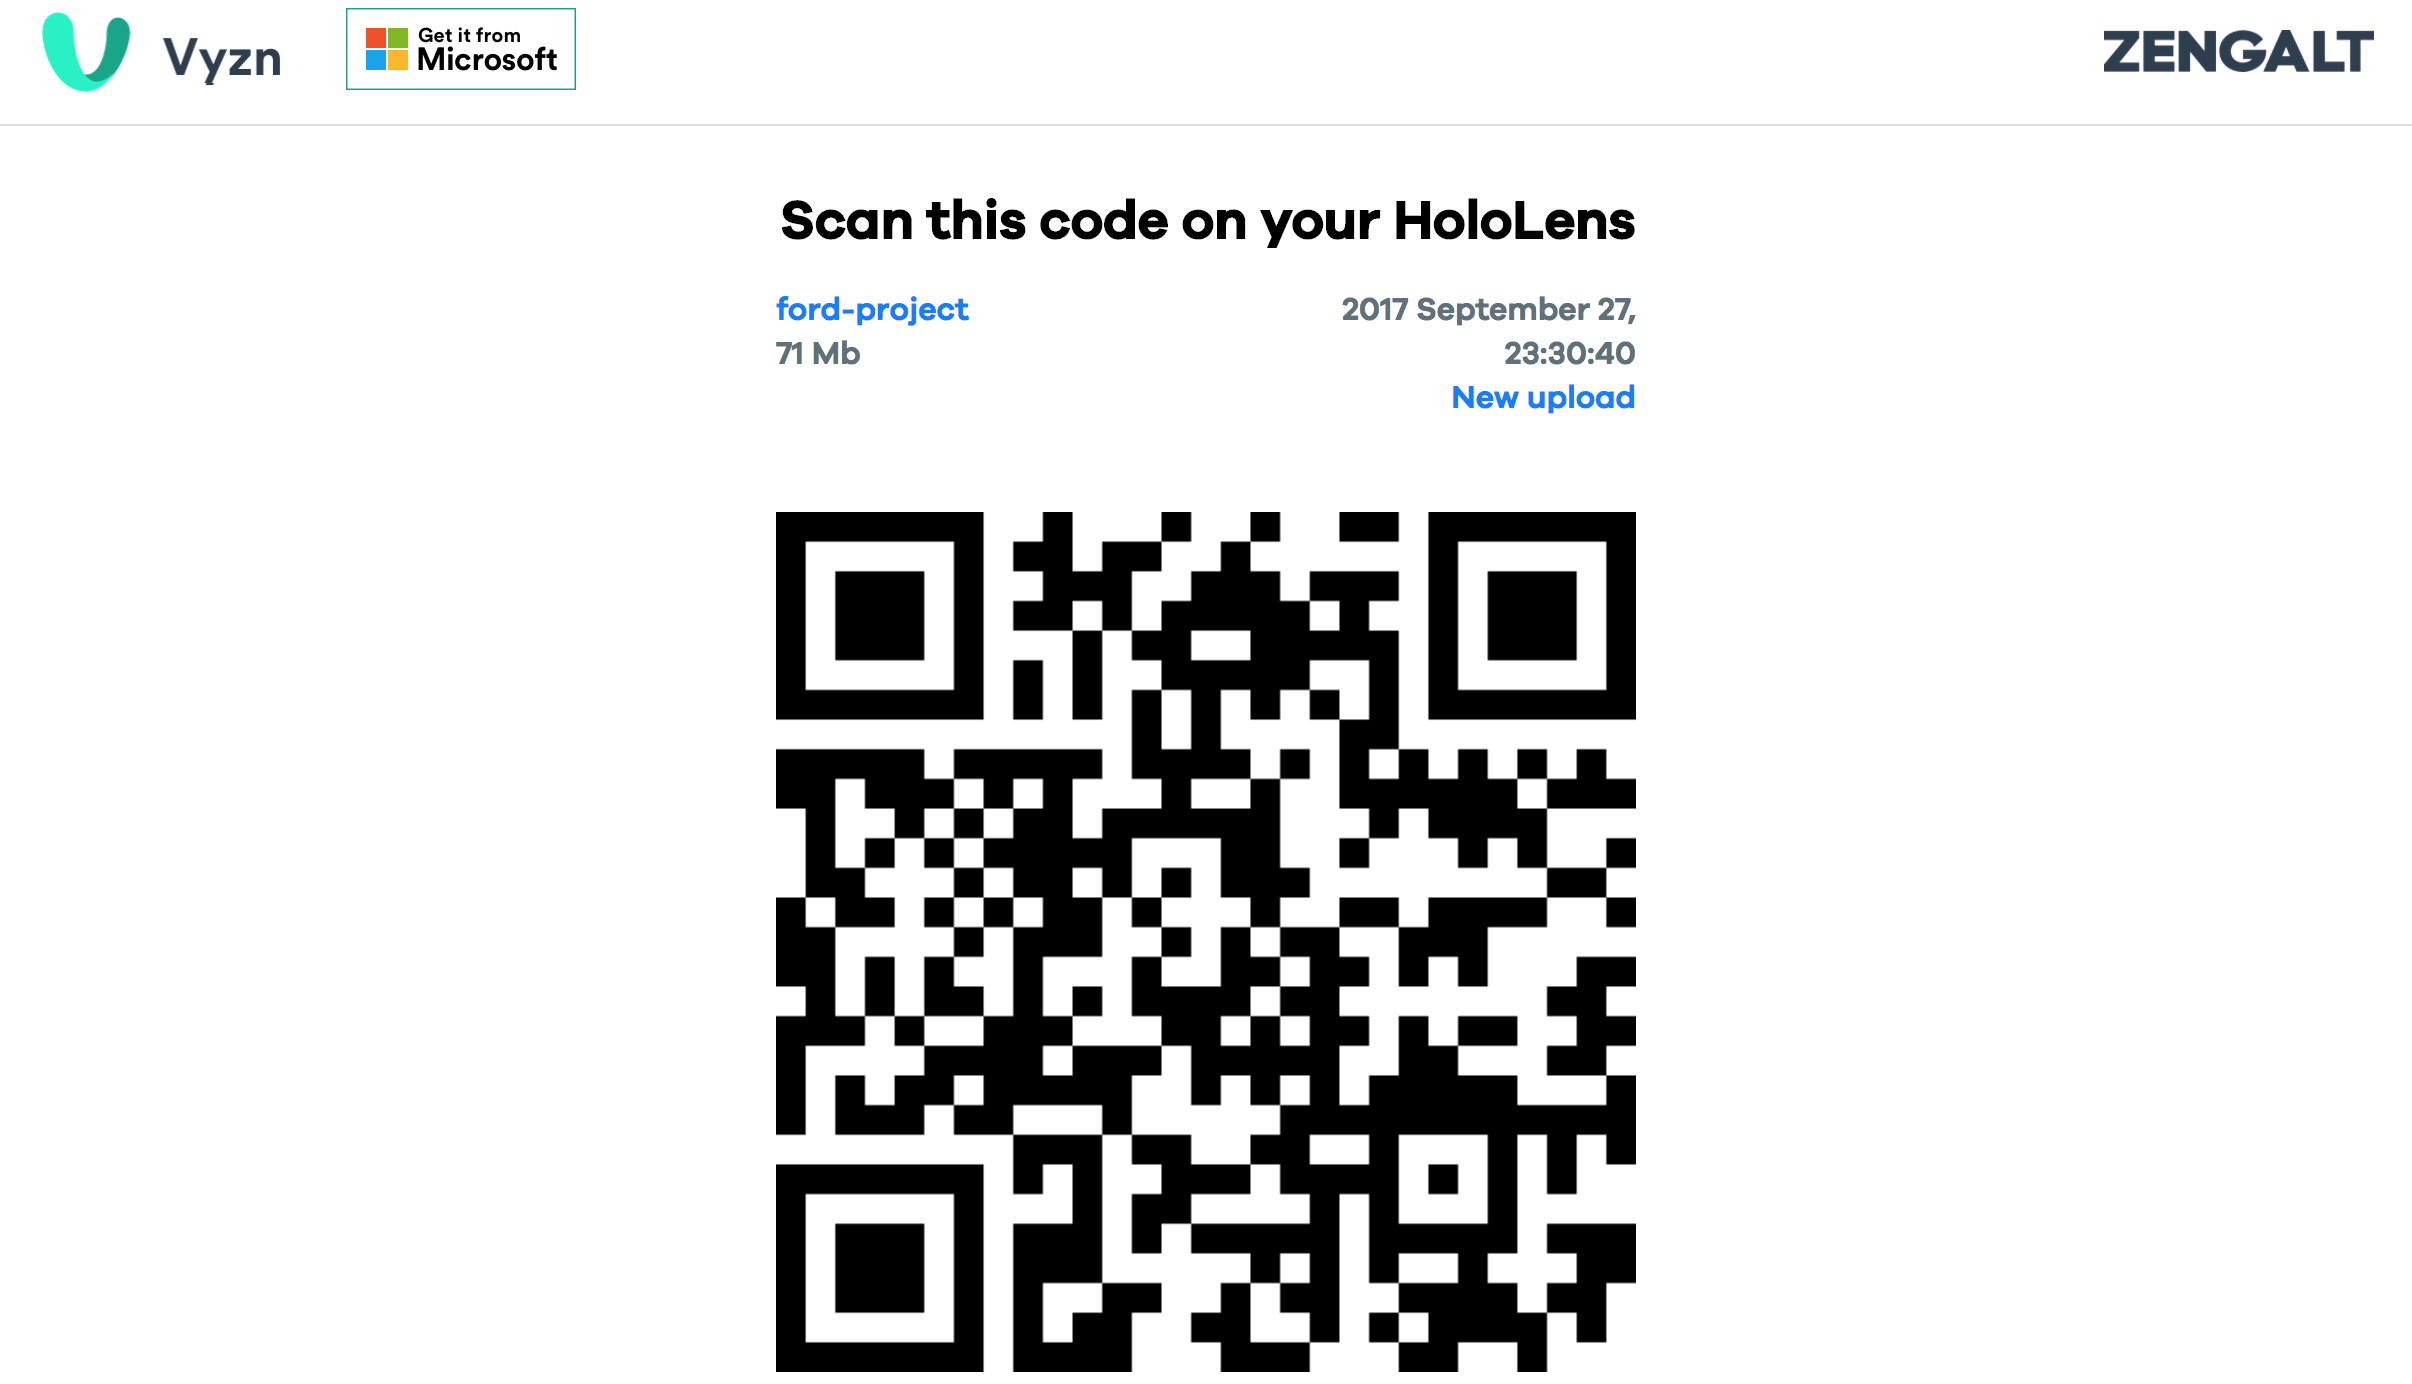 Vyzn
Get it from
Microsoft
ZENGALT
Scan this code on your HoloLens
ford-project
71 Mb
2017 September 27,
23:30:40
New upload